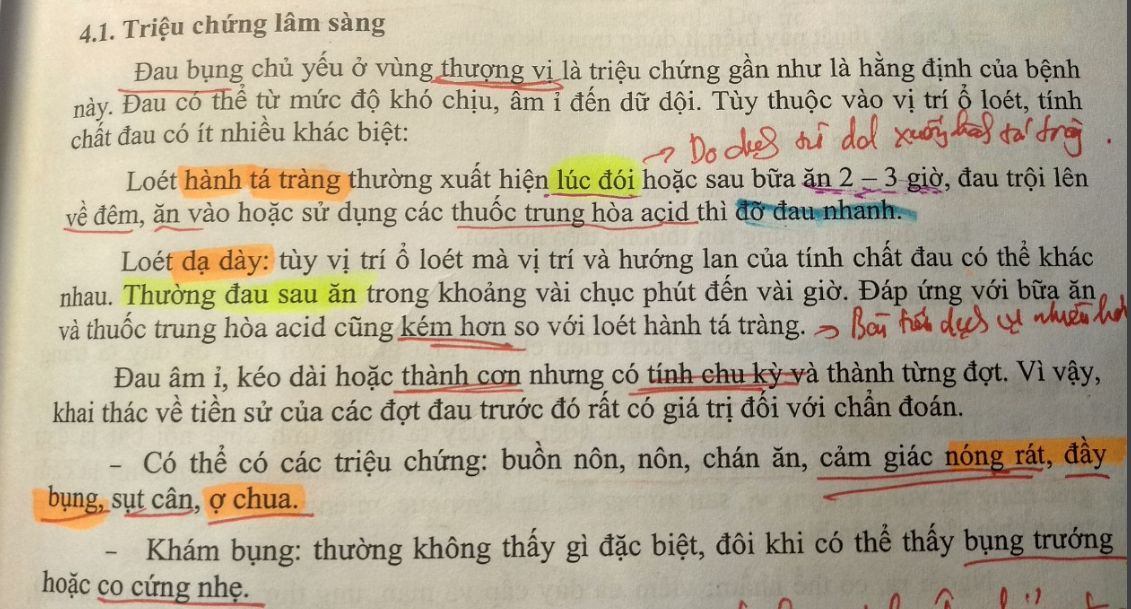 4.1. Triệu chứng lâm sàng
Đau bụng chủ yếu ở vùng thượng vị là triệu chứng gần như là hằng định của bệnh
này. Đau có thể từ mức độ khó chịu, âm ỉ đến dữ dội. Tùy thuộc vào vị trí ổ loét, tính
chất đau có ít nhiều khác biệt:
→ Do dịch từ dd xuống tá tràng.
Loét hành tá tràng thường xuất hiện lúc đói hoặc sau bữa ăn 2 – 3 giờ, đau trội lên
về đêm, ăn vào hoặc sử dụng các thuốc trung hòa acid thì đỡ đau nhanh.
Loét dạ dày: tùy vị trí ổ loét mà vị trí và hướng lan của tính chất đau có thể khác
nhau. Thường đau sau ăn trong khoảng vài chục phút đến vài giờ. Đáp ứng với bữa ăn
và thuốc trung hòa acid cũng kém hơn so với loét hành tá tràng. → Bài tiết dịch vị nhiều hơn
Đau âm ỉ, kéo dài hoặc thành cơn nhưng có tính chu kỳ và thành từng đợt. Vì vậy,
khai thác về tiền sử của các đợt đau trước đó rất có giá trị đối với chẩn đoán.
- Có thể có các triệu chứng: buồn nôn, nôn, chán ăn, cảm giác nóng rát, đầy
bụng, sụt cân, ợ chua.
- Khám bụng: thường không thấy gì đặc biệt, đôi khi có thể thấy bụng trướng
hoặc co cứng nhẹ.